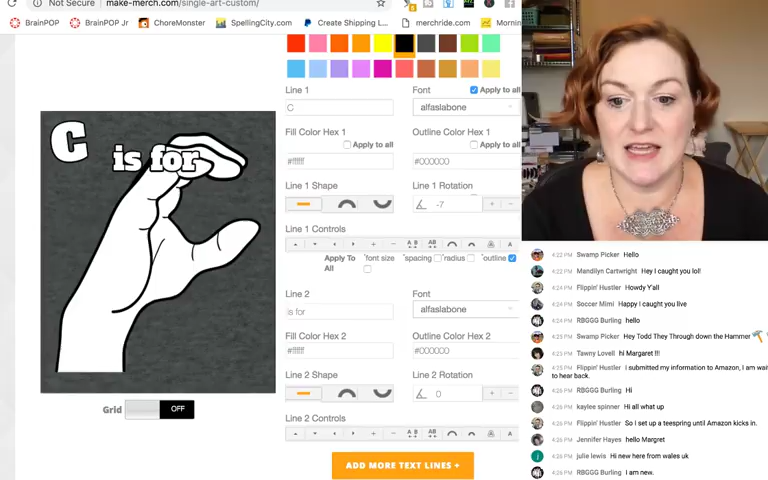 Not Secure | make-merch.com/single-art-custom/
BrainPOP
BrainPOP Jr
ChoreMonster
SpellingCity.com
Create Shipping L...
merchride.com
Line 1
C
Font
Apply to all
alfaslabone
Fill Color Hex 1
Apply to all
#ffffff
Outline Color Hex 1
Apply to all
#000000
Line 1 Shape
Line 1 Rotation
-7
Line 1 Controls
Apply To All
*font size
*spacing
*radius
*outline
Line 2
is for
Font
alfaslabone
Fill Color Hex 2
#ffffff
Outline Color Hex 2
#000000
Line 2 Shape
Line 2 Rotation
0
Line 2 Controls
ADD MORE TEXT LINES +
C
is for
Grid
OFF
4:22 PM Swamp Picker Hello
4:22 PM Mandilyn Cartwright Hey I caught you lol!
4:24 PM Flippin' Hustler Howdy Y'all
4:24 PM Soccer Mimi Happy I caught you live
4:24 PM RBGGG Burling hello
4:25 PM Swamp Picker Hey Todd They Through down the Hammer
4:25 PM Tawny Lovell hi Margaret !!!
4:25 PM Flippin' Hustler I submitted my information to Amazon, I am wai
to hear back.
4:26 PM RBGGG Burling Hi
4:26 PM kaylee spinner Hi all what up
4:26 PM Flippin' Hustler So I set up a teespring until Amazon kicks in.
4:26 PM Jennifer Hayes hello Margret
4:26 PM julie lewis Hi new here from wales uk
4:26 PM RBGGG Burling I am new.